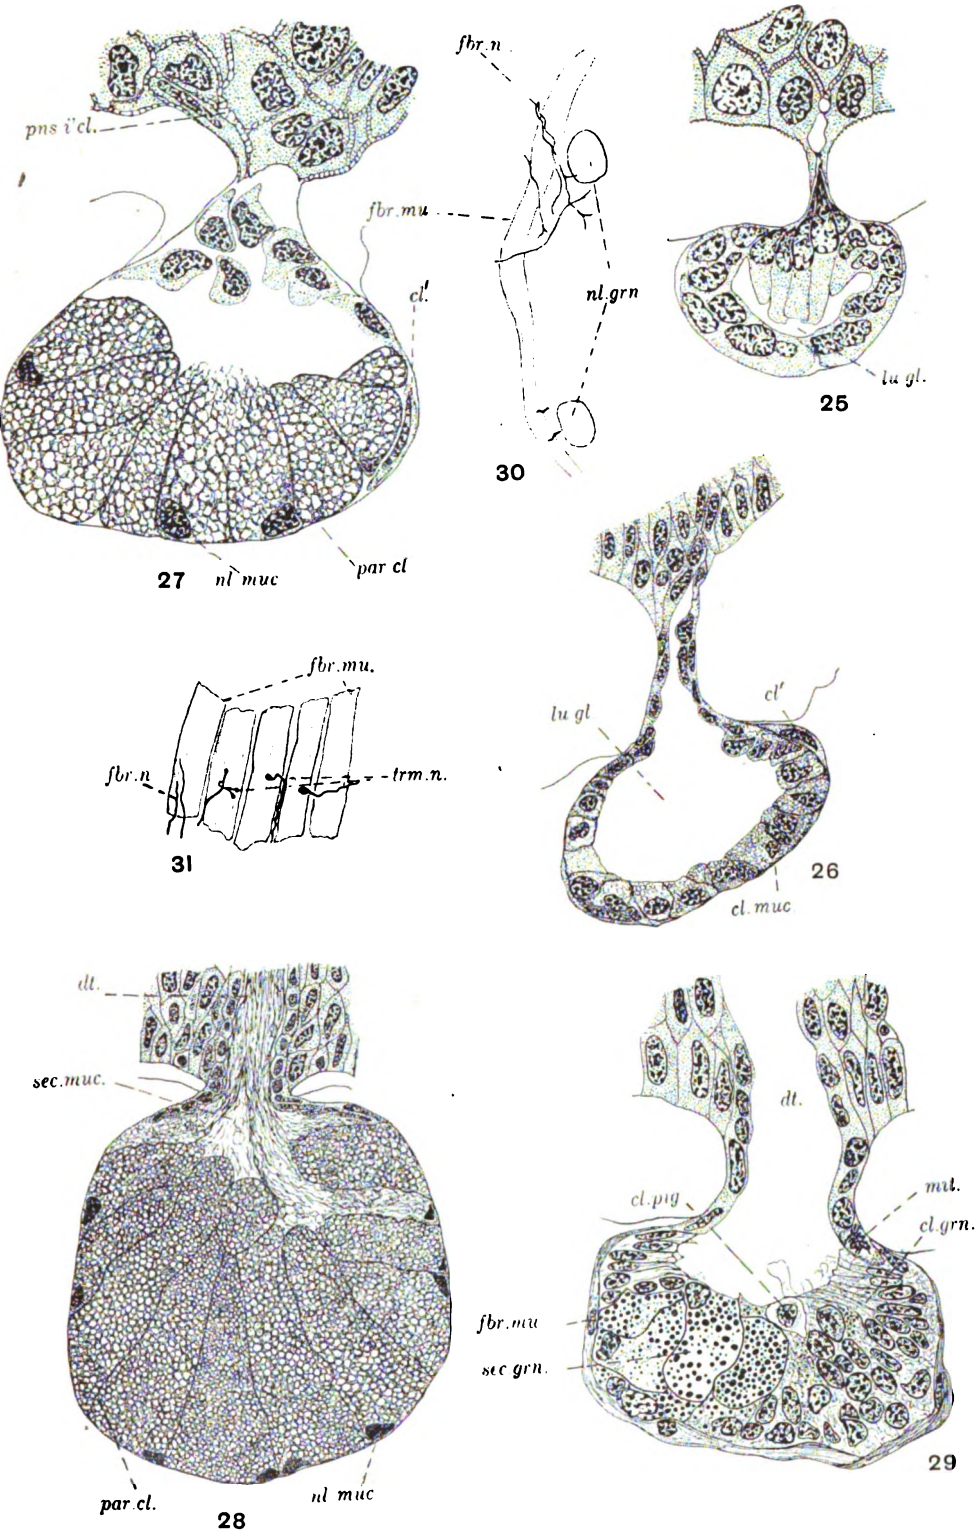 fbr.n
pns i'cl.
fbr.mu
nl.grn
cl'.
lu gl.
25
30
27
nl muc
par cl
fbr.mu.
fbr.n
trm.n.
31
cl'
lu gl
26
cl.muc
dt.
sec.muc.
dt.
cl.pig
mit.
cl.grn.
fbr.mu
sec grn.
29
par.cl.
nl muc
28